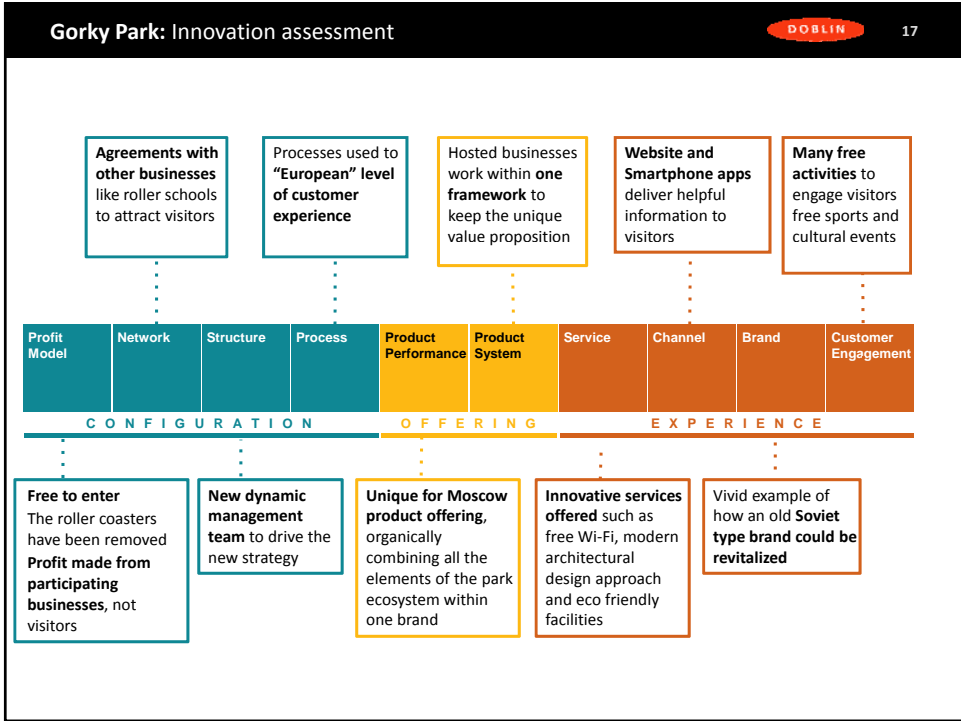 Gorky Park: Innovation assessment
DOBLIN
17
Agreements with
other businesses
like roller schools
to attract visitors
Processes used to
“European” level
of customer
experience
Hosted businesses
work within one
framework to
keep the unique
value proposition
Website and
Smartphone apps
deliver helpful
information to
visitors
Many free
activities to
engage visitors
free sports and
cultural events
Profit
Model
Network
Structure
Process
Product
Performance
Product
System
Service
Channel
Brand
Customer
Engagement
CONFIGURATION
OFFERING
EXPERIENCE
Free to enter
The roller coasters
have been removed
Profit made from
participating
businesses, not
visitors
New dynamic
management
team to drive the
new strategy
Unique for Moscow
product offering,
organically
combining all the
elements of the park
ecosystem within
one brand
Innovative services
offered such as
free Wi-Fi, modern
architectural
design approach
and eco friendly
facilities
Vivid example of
how an old Soviet
type brand could be
revitalized